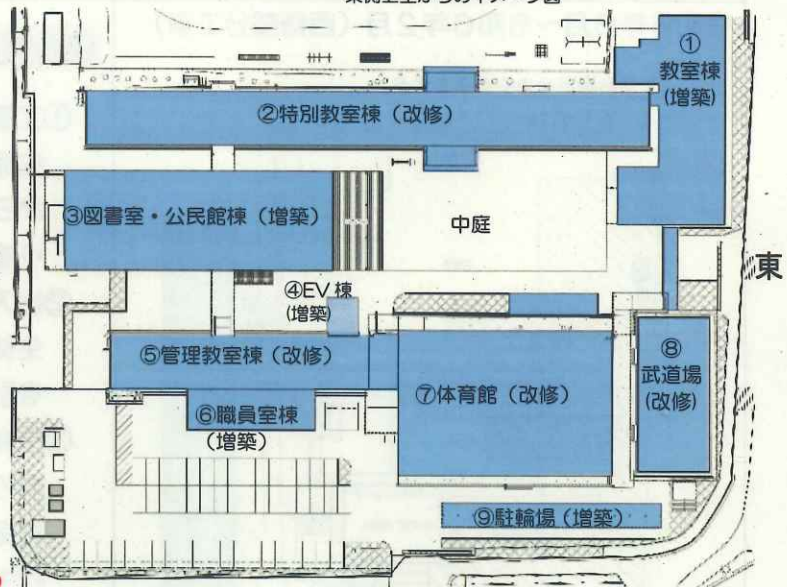 ①
教室棟
(増築)
②特別教室棟（改修）
③図書室・公民館棟（増築）
中庭
東
④EV棟
(増築)
⑤管理教室棟（改修）
⑥職員室棟
（増築）
⑦体育館（改修）
⑧
武道場
(改修)
⑨駐輪場（増築）